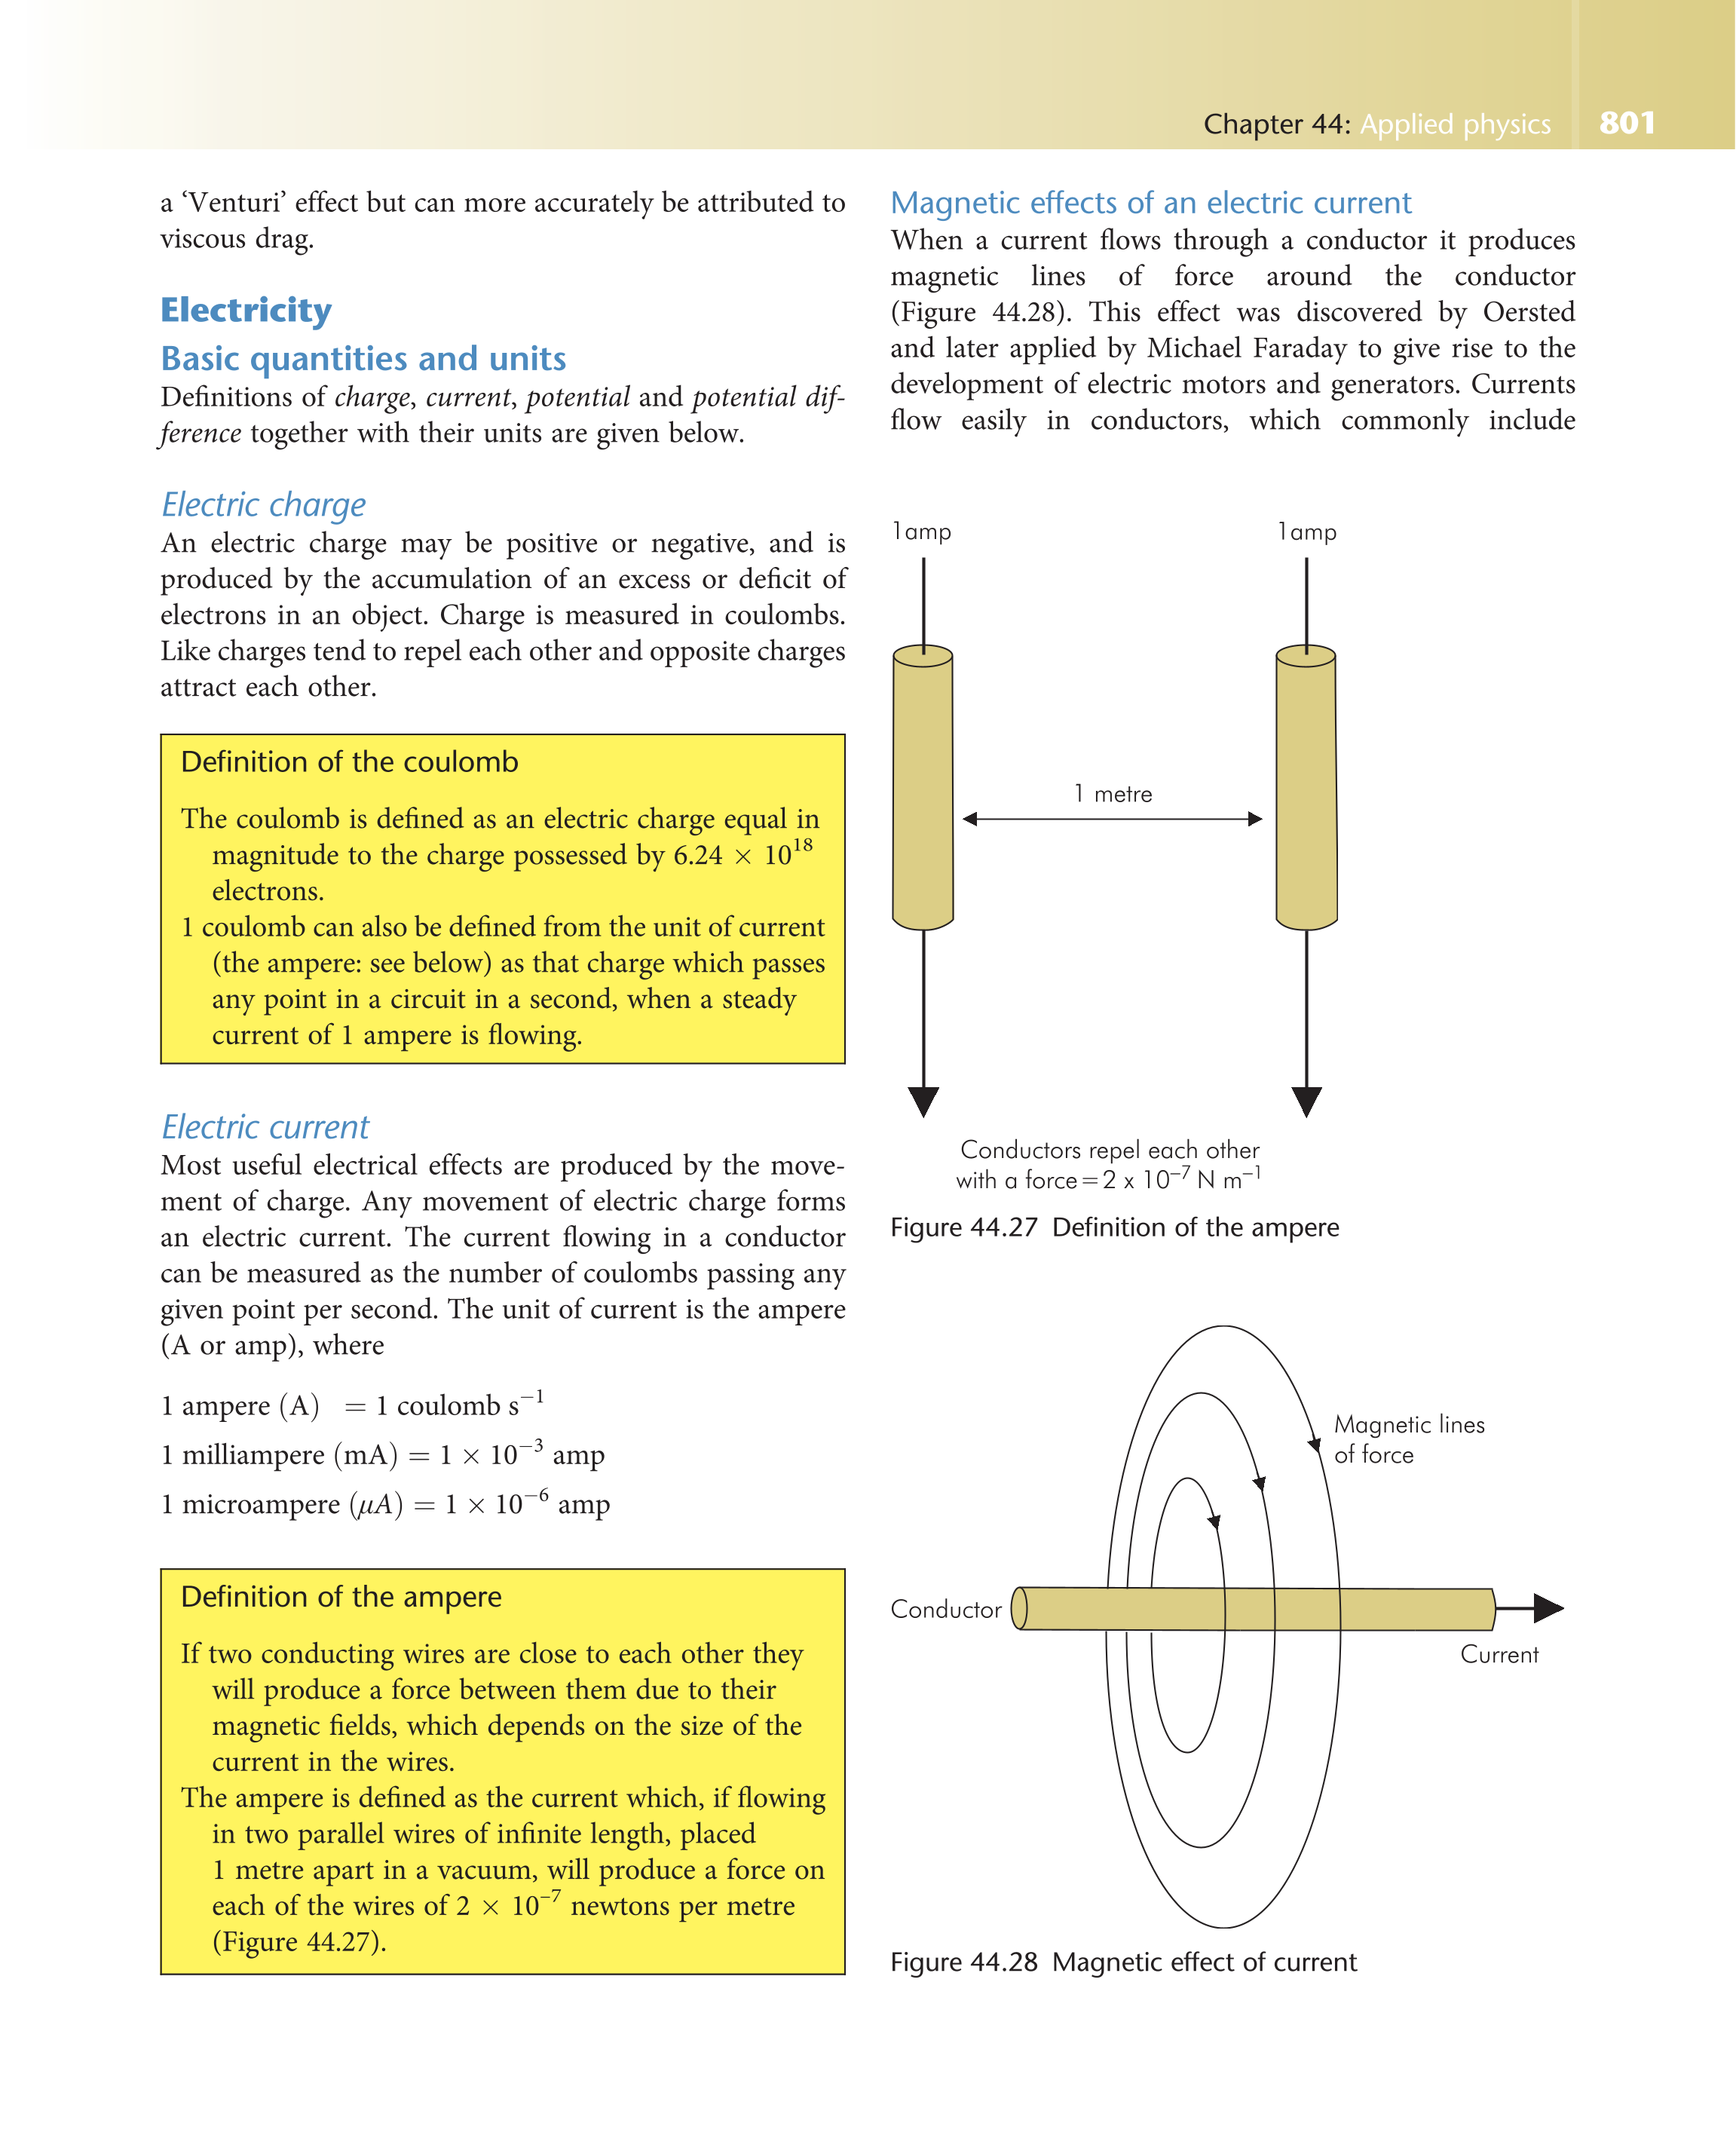 Chapter 44: Applied physics 801
a ‘Venturi’ effect but can more accurately be attributed to
viscous drag.
Electricity
Basic quantities and units
Definitions of charge, current, potential and potential dif-
ference together with their units are given below.
Electric charge
An electric charge may be positive or negative, and is
produced by the accumulation of an excess or deficit of
electrons in an object. Charge is measured in coulombs.
Like charges tend to repel each other and opposite charges
attract each other.
Definition of the coulomb
The coulomb is defined as an electric charge equal in
magnitude to the charge possessed by 6.24 × 10¹⁸
electrons.
1 coulomb can also be defined from the unit of current
(the ampere: see below) as that charge which passes
any point in a circuit in a second, when a steady
current of 1 ampere is flowing.
Electric current
Most useful electrical effects are produced by the move-
ment of charge. Any movement of electric charge forms
an electric current. The current flowing in a conductor
can be measured as the number of coulombs passing any
given point per second. The unit of current is the ampere
(A or amp), where
1 ampere (A) = 1 coulomb s⁻¹
1 milliampere (mA) = 1 × 10⁻³ amp
1 microampere (μA) = 1 × 10⁻⁶ amp
Definition of the ampere
If two conducting wires are close to each other they
will produce a force between them due to their
magnetic fields, which depends on the size of the
current in the wires.
The ampere is defined as the current which, if flowing
in two parallel wires of infinite length, placed
1 metre apart in a vacuum, will produce a force on
each of the wires of 2 × 10⁻⁷ newtons per metre
(Figure 44.27).
Magnetic effects of an electric current
When a current flows through a conductor it produces
magnetic lines of force around the conductor
(Figure 44.28). This effect was discovered by Oersted
and later applied by Michael Faraday to give rise to the
development of electric motors and generators. Currents
flow easily in conductors, which commonly include
1amp 1amp
1 metre
Conductors repel each other
with a force=2 x 10⁻⁷ N m⁻¹
Figure 44.27 Definition of the ampere
Magnetic lines
of force
Conductor
Current
Figure 44.28 Magnetic effect of current